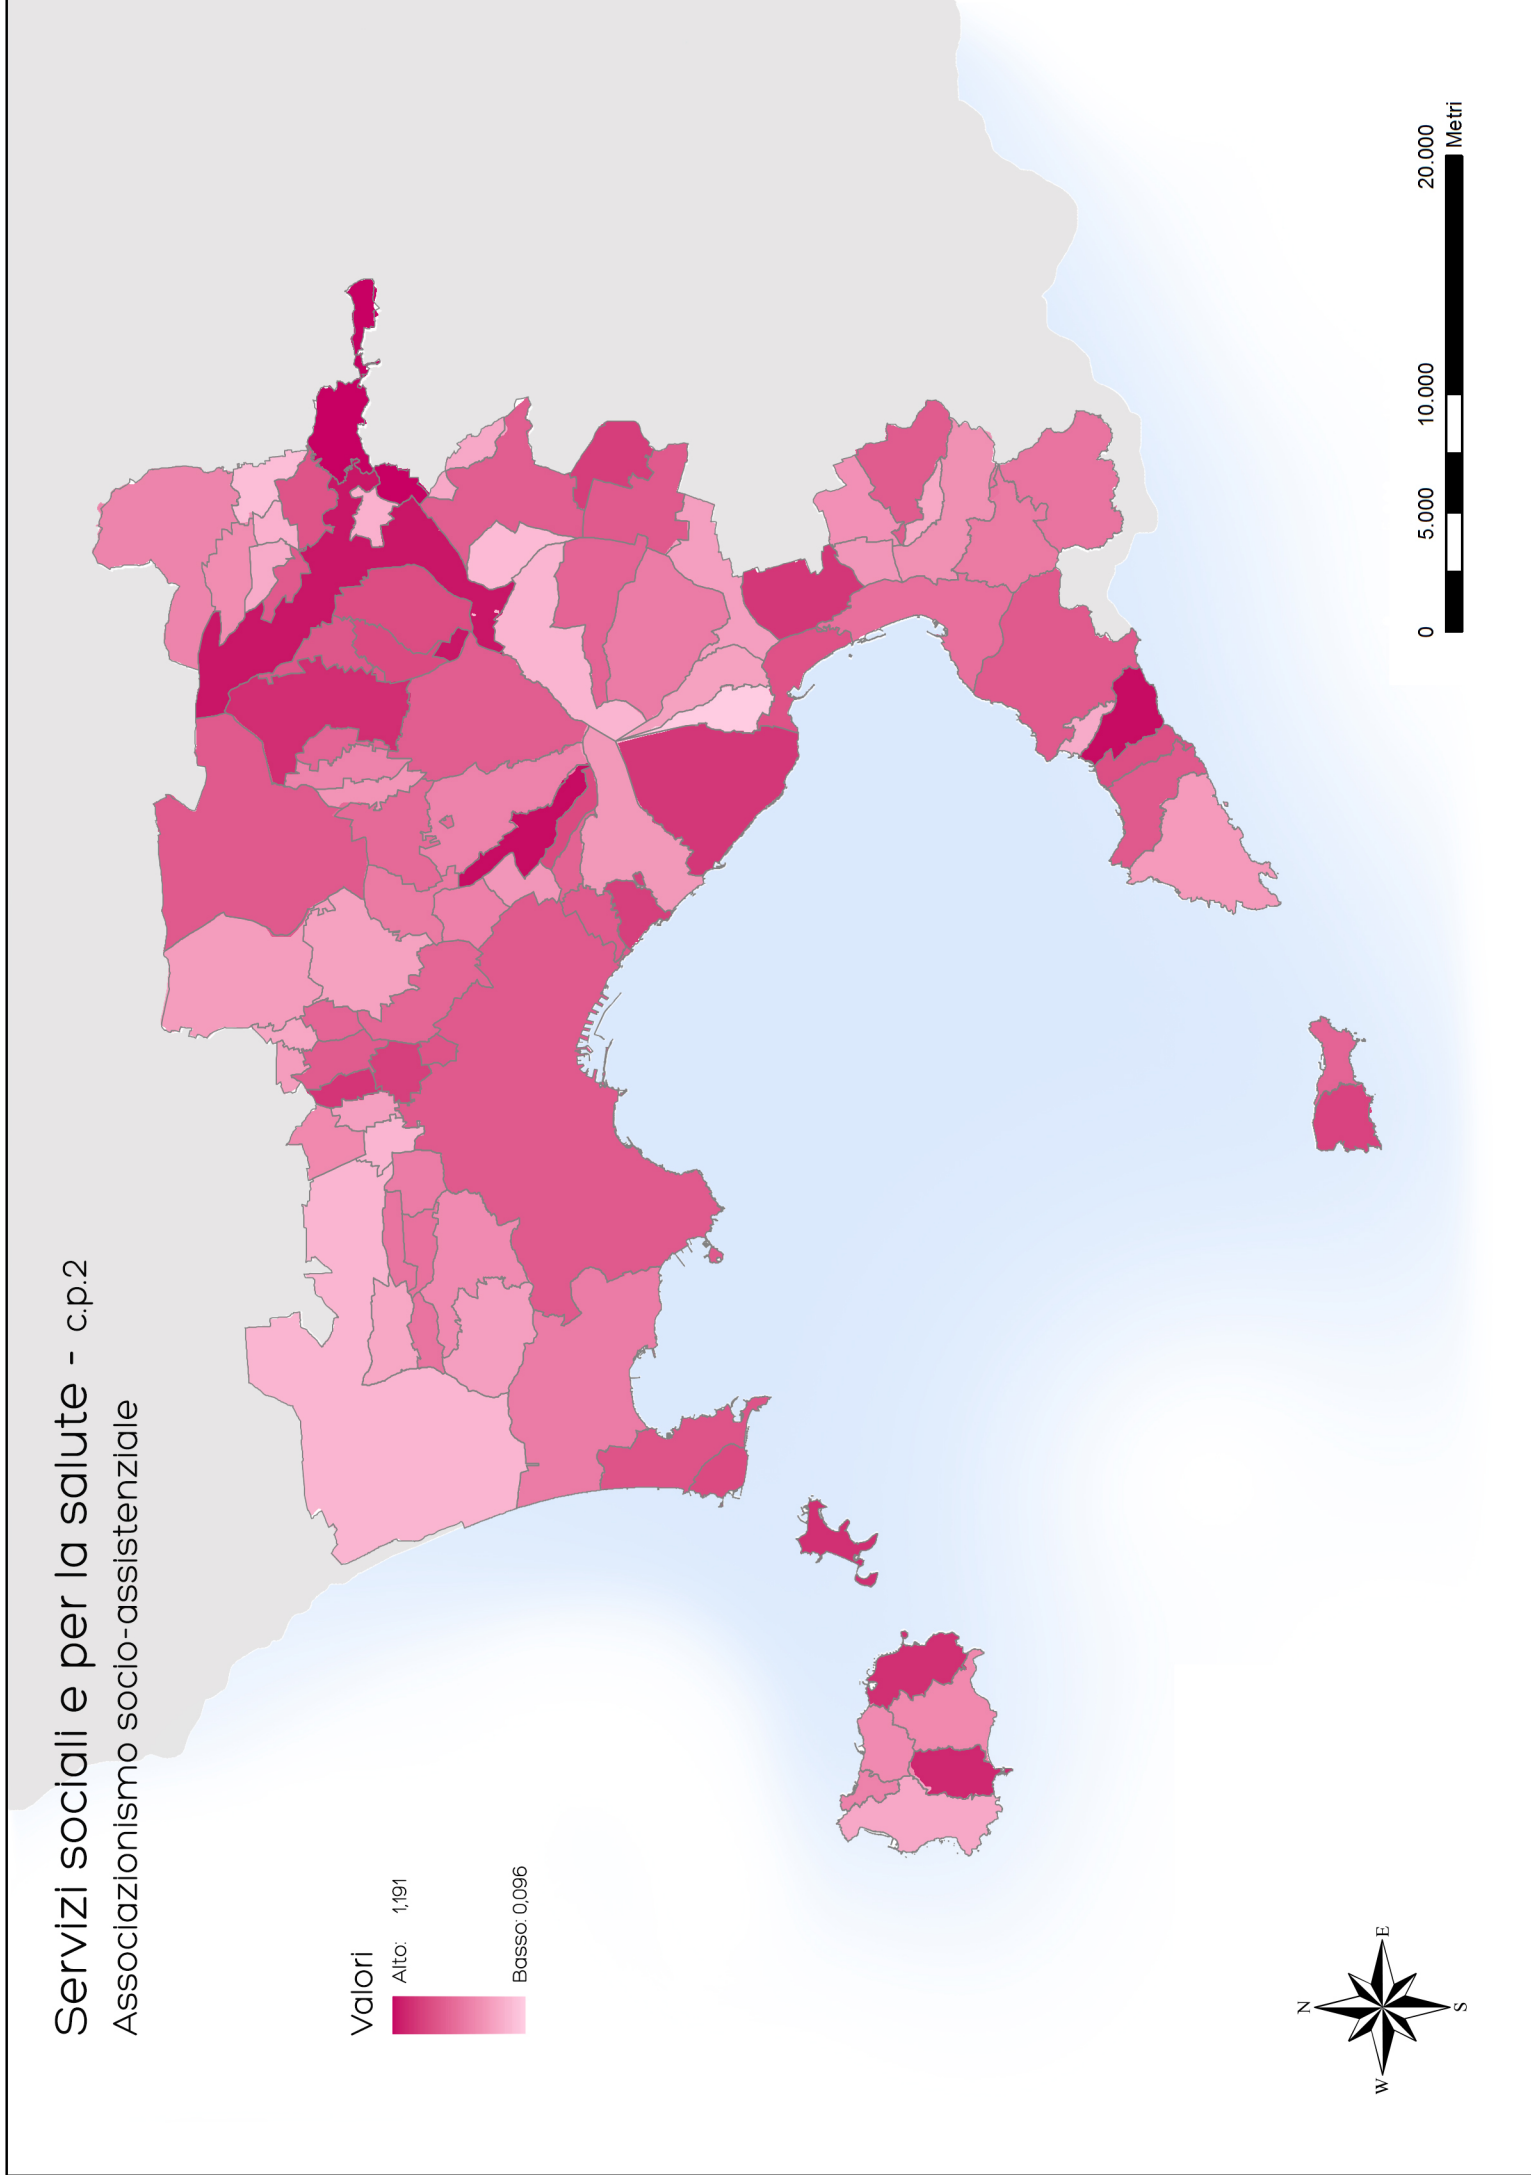 Servizi sociali e per la salute - c.p.2
Associazionismo socio-assistenziale
Valori
Alto: 1,191
Basso: 0,096
N
W E
S
0 5.000 10.000 20.000
Metri